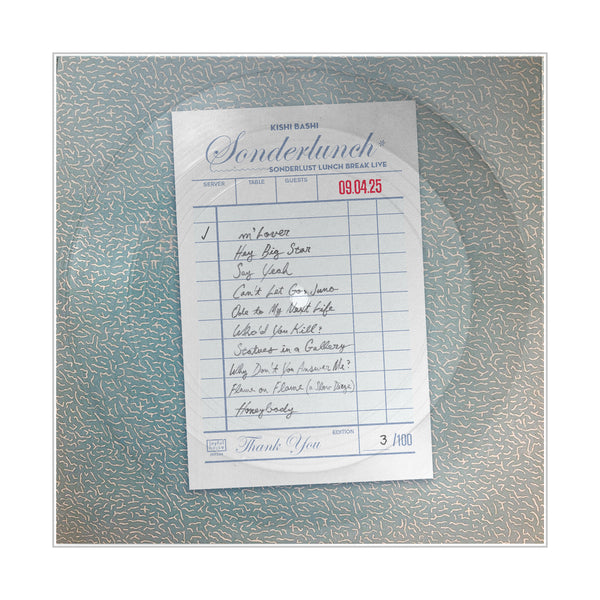 KISHI BASHI
Sonderlunch*
SONDERLUST LUNCH BREAK LIVE
SERVER TABLE GUESTS 09.04.25
✓ m'Lover
Hey Big Star
Say Yeah
Can't Let Go, Juno
Ode to My Next Life
Who'd You Kill?
Statues in a Gallery
Why Don't You Answer Me?
Flame on Flame (a Slow Dirge)
Honeybody
Thank You EDITION 3 /100